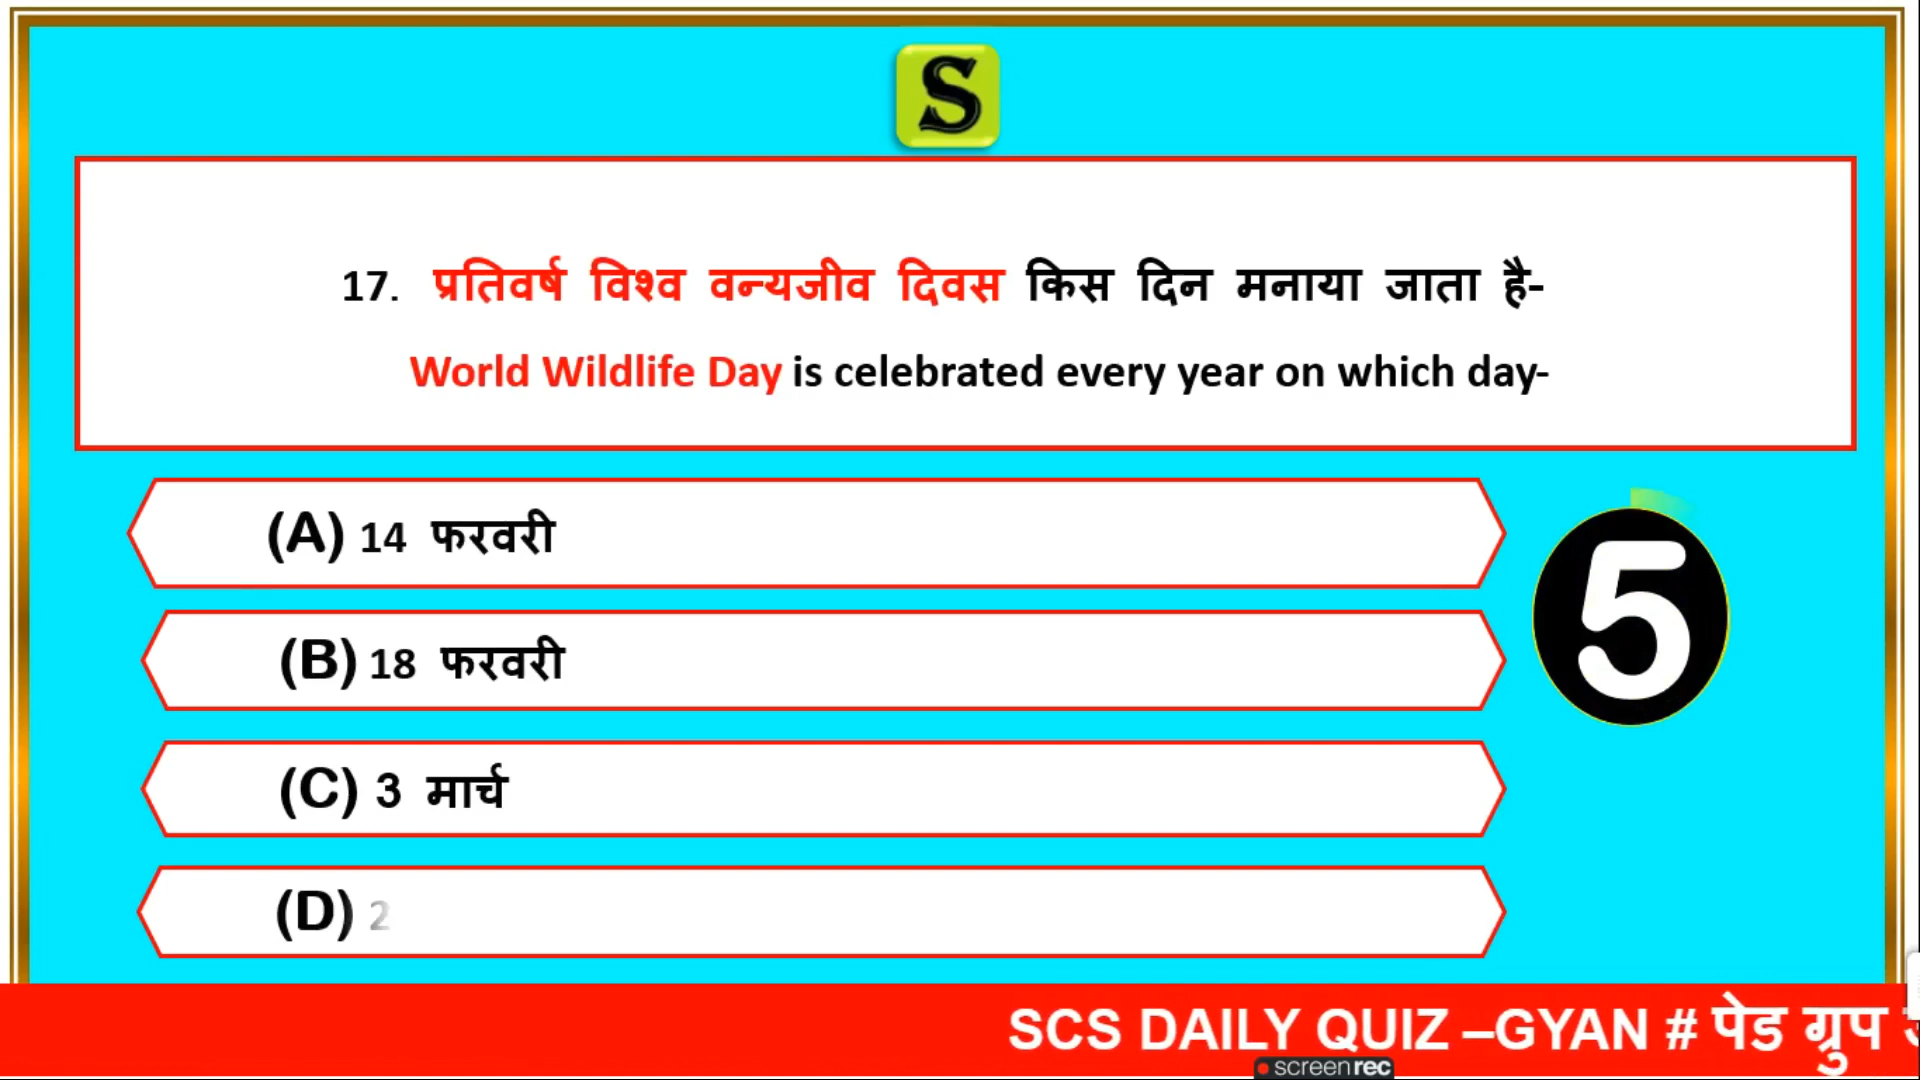 S
17. प्रतिवर्ष विश्व वन्यजीव दिवस किस दिन मनाया जाता है-
World Wildlife Day is celebrated every year on which day-
(A) 14 फरवरी
(B) 18 फरवरी
(C) 3 मार्च
(D) 2
5
SCS DAILY QUIZ –GYAN # पेड ग्रुप
screenrec